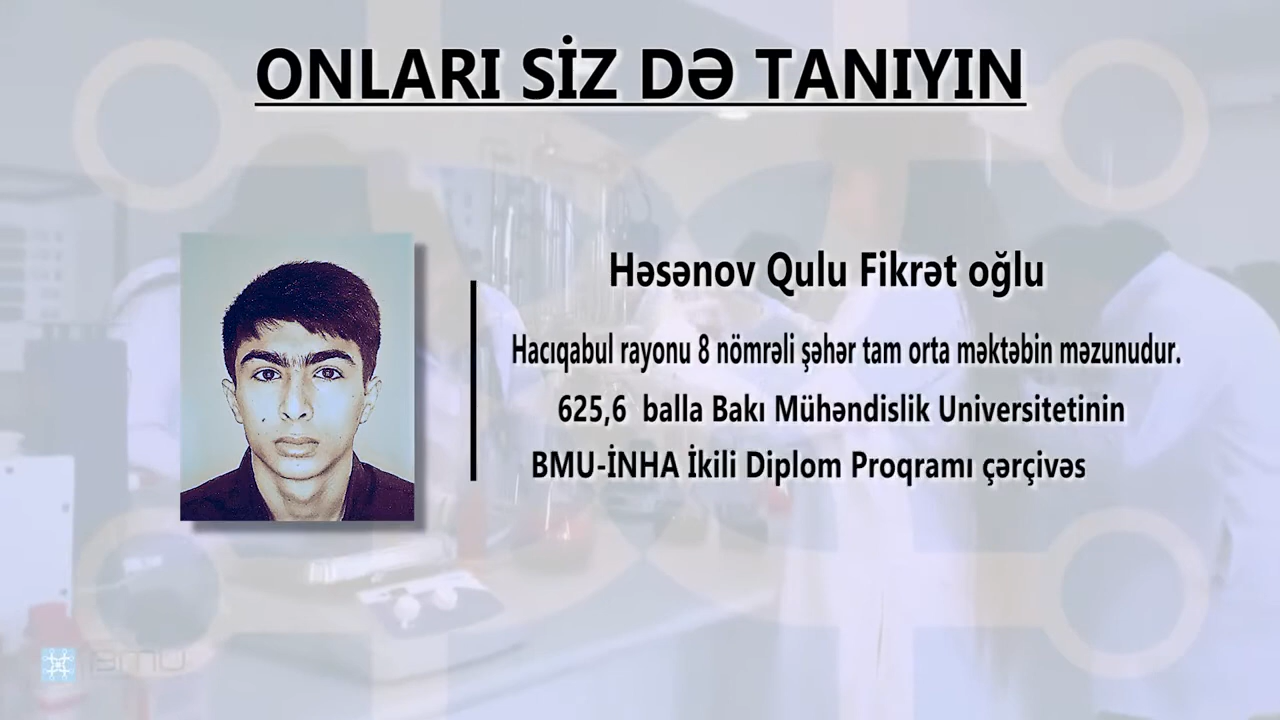 ONLARI SİZ DƏ TANIYIN
Həsənov Qulu Fikrət oğlu
Hacıqabul rayonu 8 nömrəli şəhər tam orta məktəbin məzunudur.
625,6 balla Bakı Mühəndislik Universitetinin
BMU-İNHA İkili Diplom Proqramı çərçivəs
BMU